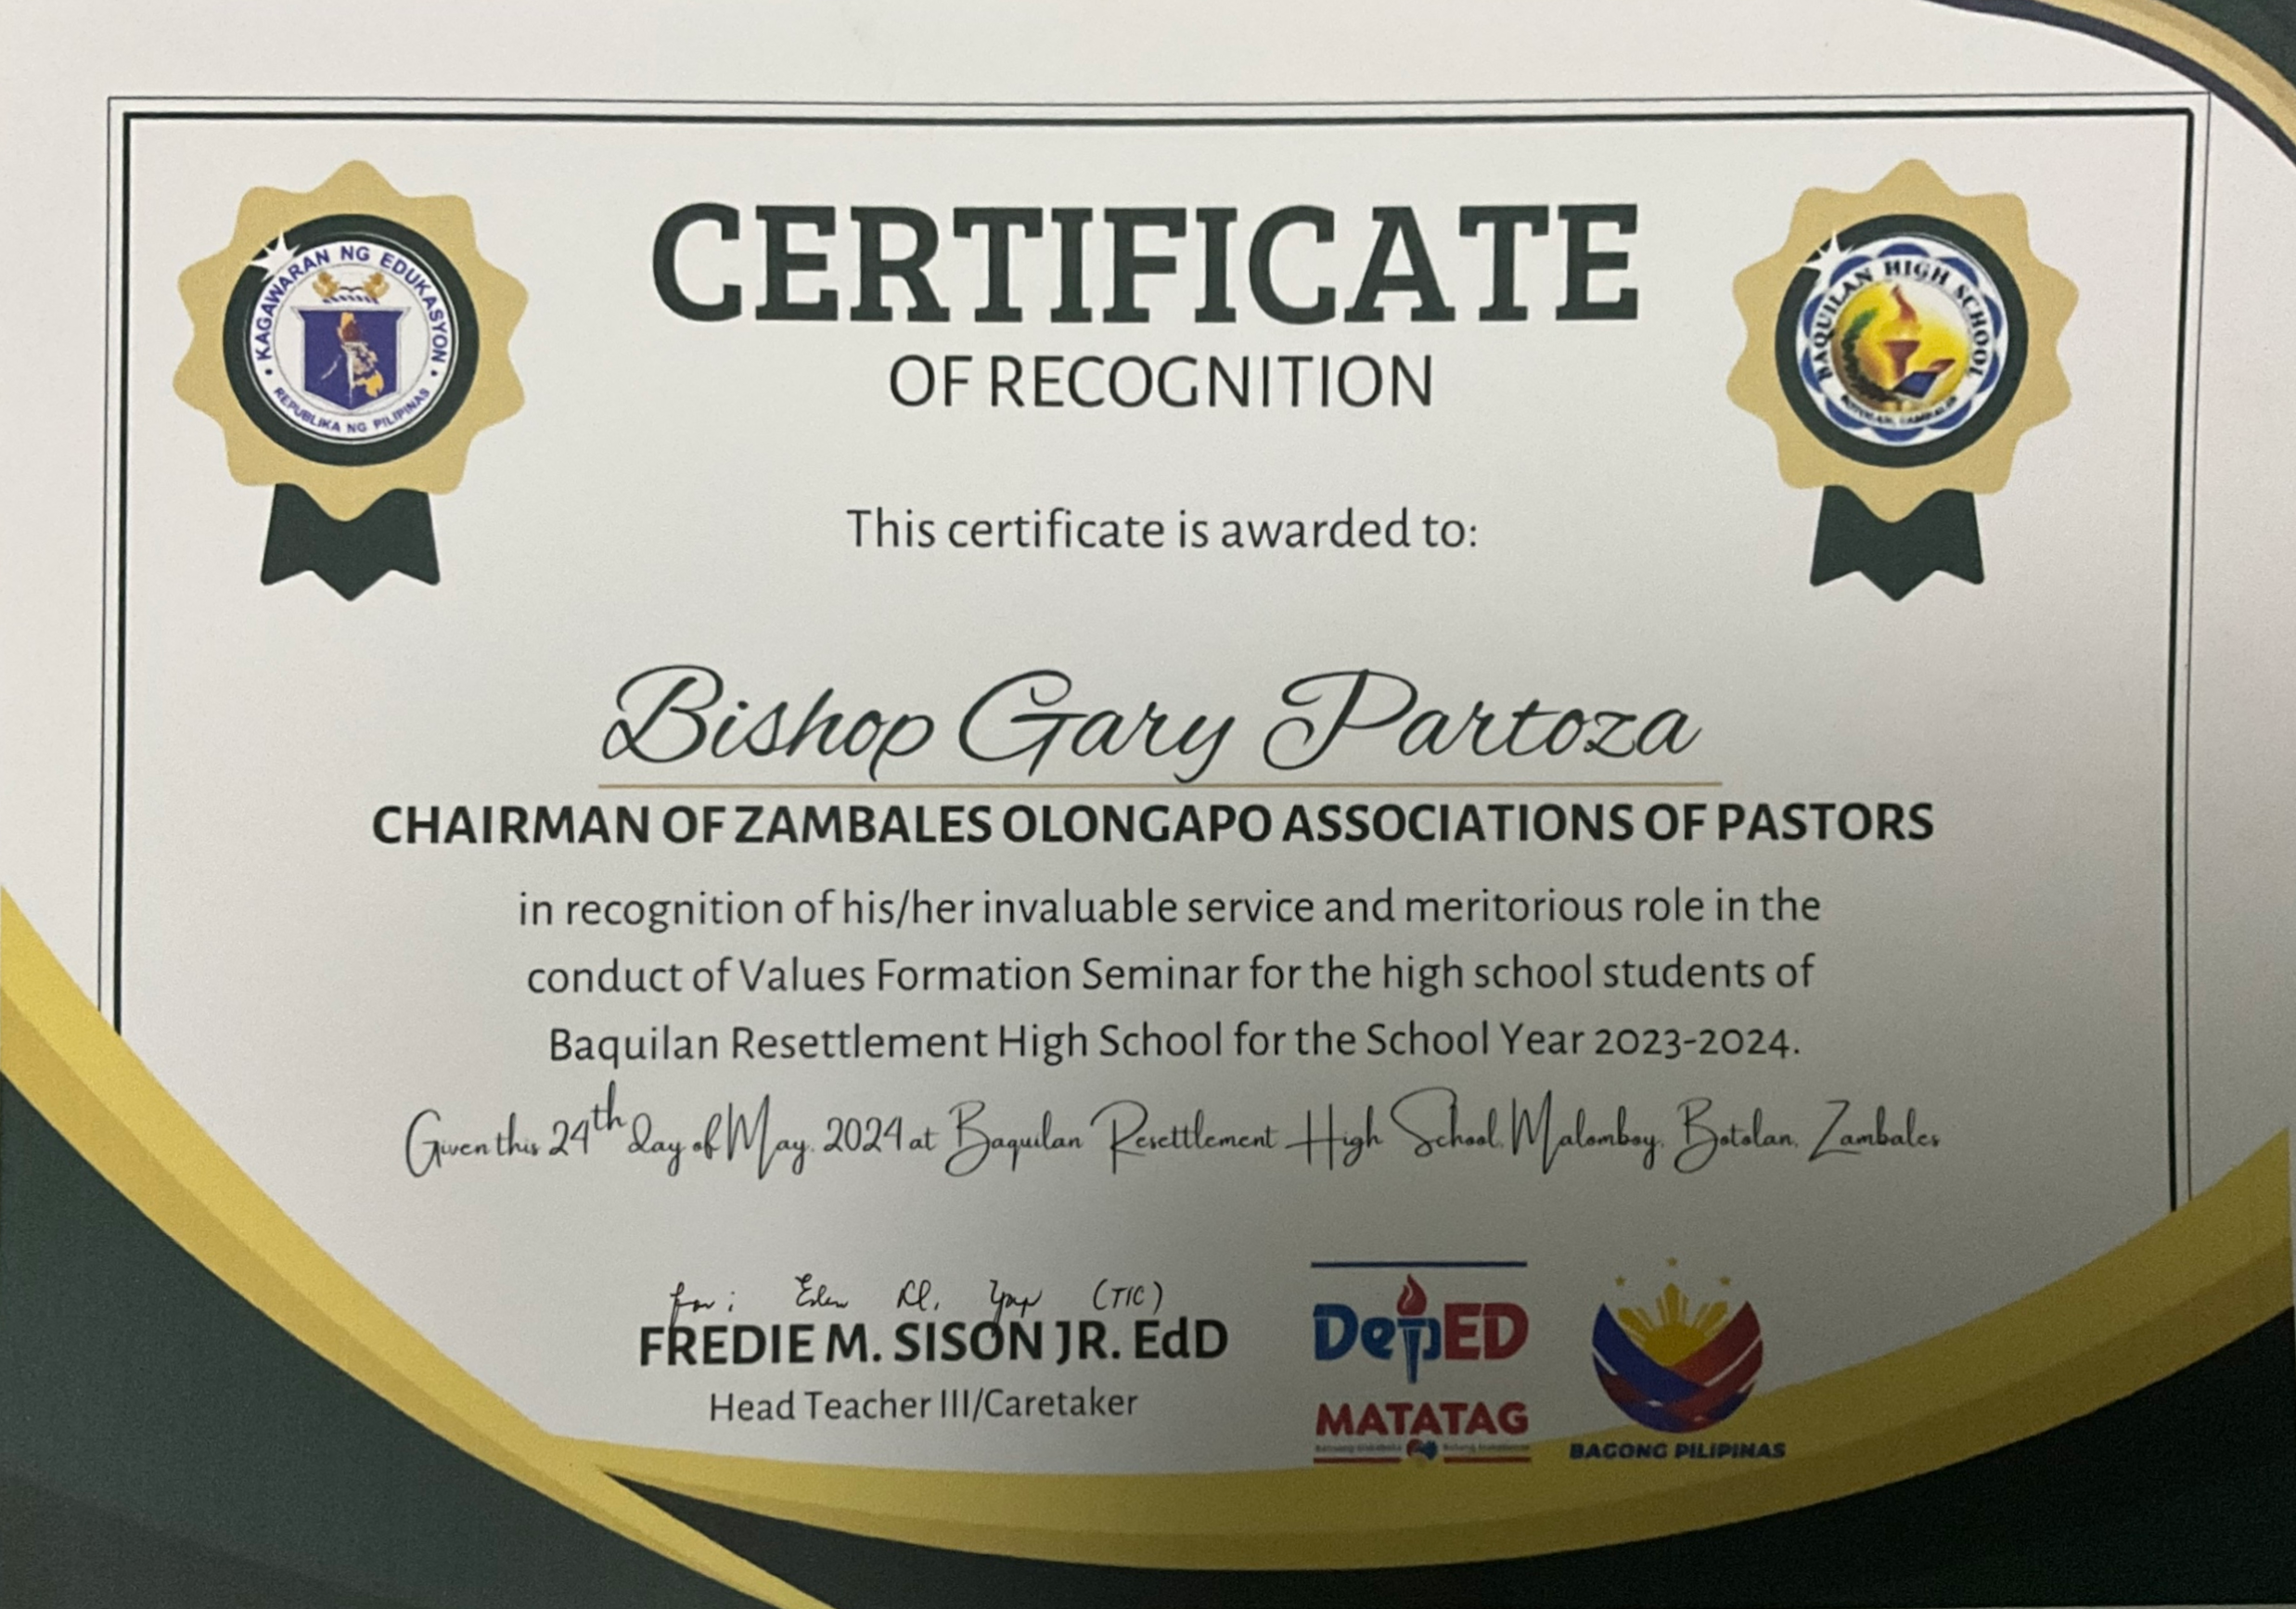 KAGAWARAN NG EDUKASYON
REPUBLIKA NG PILIPINAS
BAQUILAN HIGH SCHOOL
BOTOLAN, ZAMBALES
CERTIFICATE
OF RECOGNITION
This certificate is awarded to:
Bishop Gary Partoza
CHAIRMAN OF ZAMBALES OLONGAPO ASSOCIATIONS OF PASTORS
in recognition of his/her invaluable service and meritorious role in the
conduct of Values Formation Seminar for the high school students of
Baquilan Resettlement High School for the School Year 2023-2024.
Given this 24th day of May, 2024 at Baquilan Resettlement High School, Malomboy, Botolan, Zambales
for: Eden Yap (TIC)
FREDIE M. SISON JR. EdD
Head Teacher III/Caretaker
DepED
MATATAG
BAGONG PILIPINAS